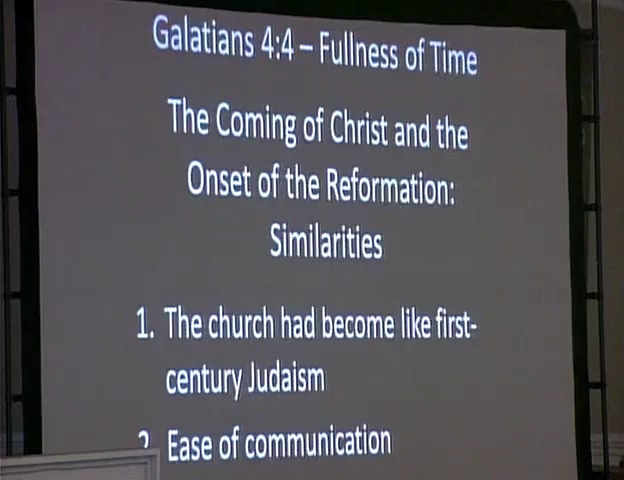 Galatians 4:4 – Fullness of Time
The Coming of Christ and the
Onset of the Reformation:
Similarities
1. The church had become like first-
century Judaism
2. Ease of communication